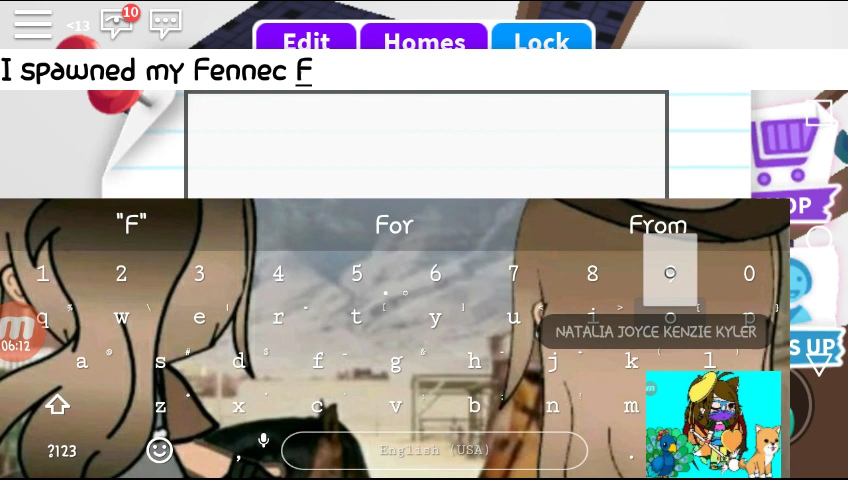 <13
10
Edit Homes Lock
I spawned my Fennec F
OP
"F" For From
1 2 3 4 5 6 7 8 9 0
q w e r t y u i o p
06:12
NATALIA JOYCE KENZIE KYLER
S UP
a s d f g h j k l
z x c v b n m
?123 , English (USA) .